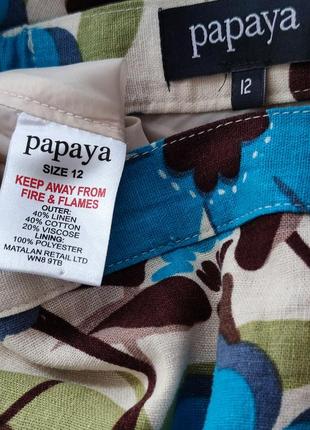 papaya
12
papaya
SIZE 12
KEEP AWAY FROM
FIRE & FLAMES
OUTER:
40% LINEN
40% COTTON
20% VISCOSE
LINING:
100% POLYESTER
MATALAN RETAIL LTD
WN8 9TB